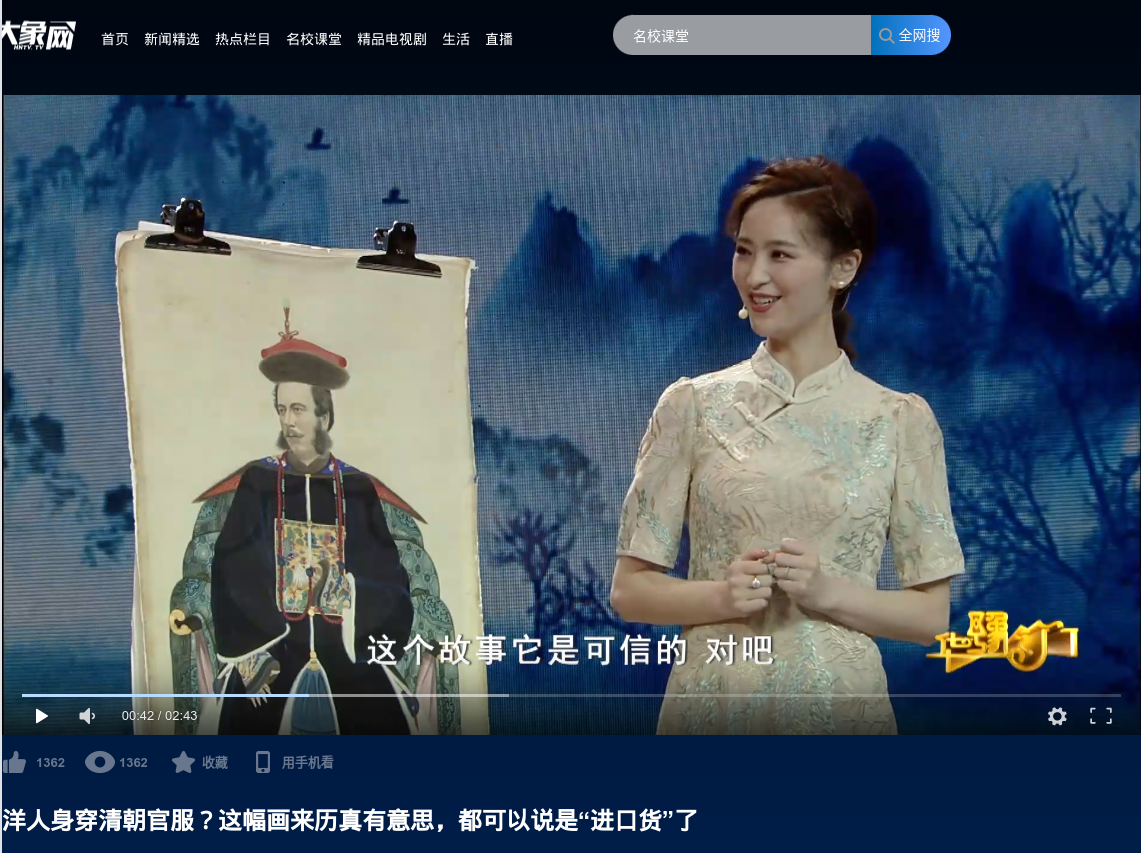 大象网
HNTV.TV
首页 新闻精选 热点栏目 名校课堂 精品电视剧 生活 直播
名校课堂
全网搜
这个故事它是可信的 对吧
00:42 / 02:43
1362 1362 收藏 用手机看
洋人身穿清朝官服？这幅画来历真有意思，都可以说是“进口货”了